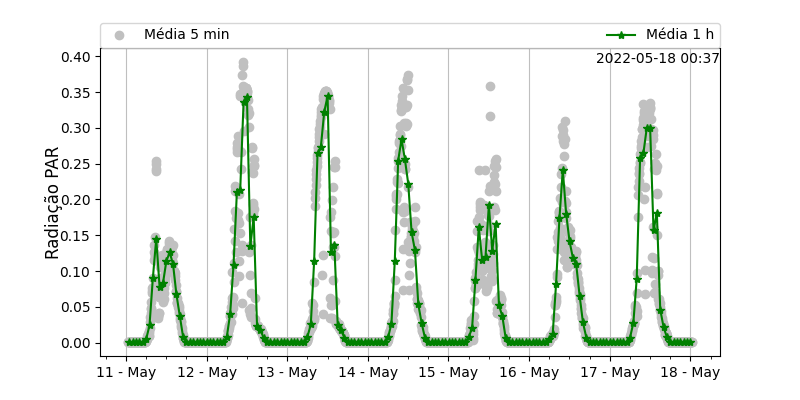 Média 5 min
Média 1 h
2022-05-18 00:37
Radiação PAR
0.40
0.35
0.30
0.25
0.20
0.15
0.10
0.05
0.00
11 - May
12 - May
13 - May
14 - May
15 - May
16 - May
17 - May
18 - May